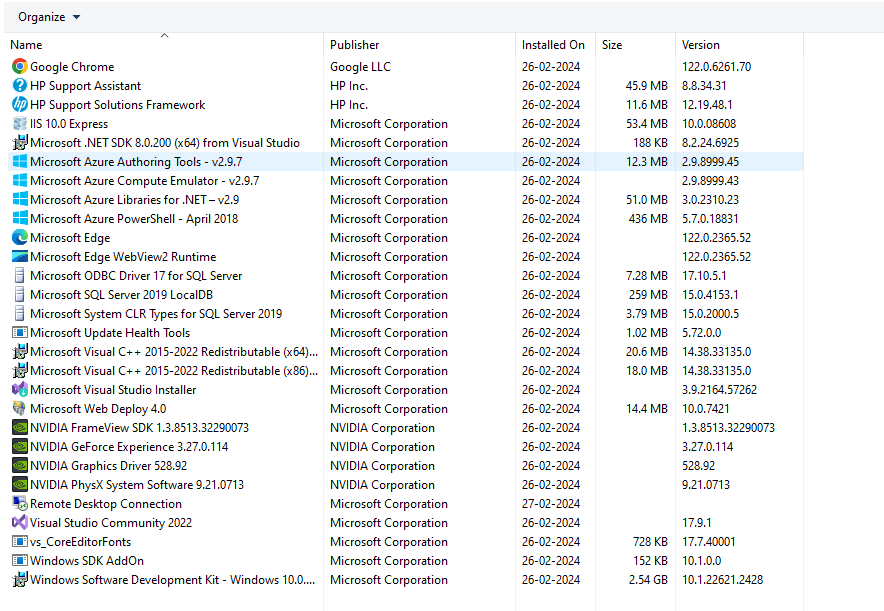 Organize
Name Publisher Installed On Size Version
Google Chrome Google LLC 26-02-2024 122.0.6261.70
HP Support Assistant HP Inc. 26-02-2024 45.9 MB 8.8.34.31
HP Support Solutions Framework HP Inc. 26-02-2024 11.6 MB 12.19.48.1
IIS 10.0 Express Microsoft Corporation 26-02-2024 53.4 MB 10.0.08608
Microsoft .NET SDK 8.0.200 (x64) from Visual Studio Microsoft Corporation 26-02-2024 188 KB 8.2.24.6925
Microsoft Azure Authoring Tools - v2.9.7 Microsoft Corporation 26-02-2024 12.3 MB 2.9.8999.45
Microsoft Azure Compute Emulator - v2.9.7 Microsoft Corporation 26-02-2024 2.9.8999.43
Microsoft Azure Libraries for .NET – v2.9 Microsoft Corporation 26-02-2024 51.0 MB 3.0.2310.23
Microsoft Azure PowerShell - April 2018 Microsoft Corporation 26-02-2024 436 MB 5.7.0.18831
Microsoft Edge Microsoft Corporation 26-02-2024 122.0.2365.52
Microsoft Edge WebView2 Runtime Microsoft Corporation 26-02-2024 122.0.2365.52
Microsoft ODBC Driver 17 for SQL Server Microsoft Corporation 26-02-2024 7.28 MB 17.10.5.1
Microsoft SQL Server 2019 LocalDB Microsoft Corporation 26-02-2024 259 MB 15.0.4153.1
Microsoft System CLR Types for SQL Server 2019 Microsoft Corporation 26-02-2024 3.79 MB 15.0.2000.5
Microsoft Update Health Tools Microsoft Corporation 26-02-2024 1.02 MB 5.72.0.0
Microsoft Visual C++ 2015-2022 Redistributable (x64)... Microsoft Corporation 26-02-2024 20.6 MB 14.38.33135.0
Microsoft Visual C++ 2015-2022 Redistributable (x86)... Microsoft Corporation 26-02-2024 18.0 MB 14.38.33135.0
Microsoft Visual Studio Installer Microsoft Corporation 26-02-2024 3.9.2164.57262
Microsoft Web Deploy 4.0 Microsoft Corporation 26-02-2024 14.4 MB 10.0.7421
NVIDIA FrameView SDK 1.3.8513.32290073 NVIDIA Corporation 26-02-2024 1.3.8513.32290073
NVIDIA GeForce Experience 3.27.0.114 NVIDIA Corporation 26-02-2024 3.27.0.114
NVIDIA Graphics Driver 528.92 NVIDIA Corporation 26-02-2024 528.92
NVIDIA PhysX System Software 9.21.0713 NVIDIA Corporation 26-02-2024 9.21.0713
Remote Desktop Connection Microsoft Corporation 27-02-2024
Visual Studio Community 2022 Microsoft Corporation 26-02-2024 17.9.1
vs_CoreEditorFonts Microsoft Corporation 26-02-2024 728 KB 17.7.40001
Windows SDK AddOn Microsoft Corporation 26-02-2024 152 KB 10.1.0.0
Windows Software Development Kit - Windows 10.0.... Microsoft Corporation 26-02-2024 2.54 GB 10.1.22621.2428